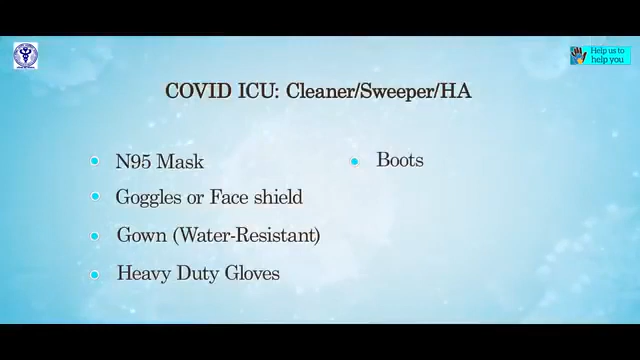 Help us to
help you
COVID ICU: Cleaner/Sweeper/HA
N95 Mask
Goggles or Face shield
Gown (Water-Resistant)
Heavy Duty Gloves
Boots